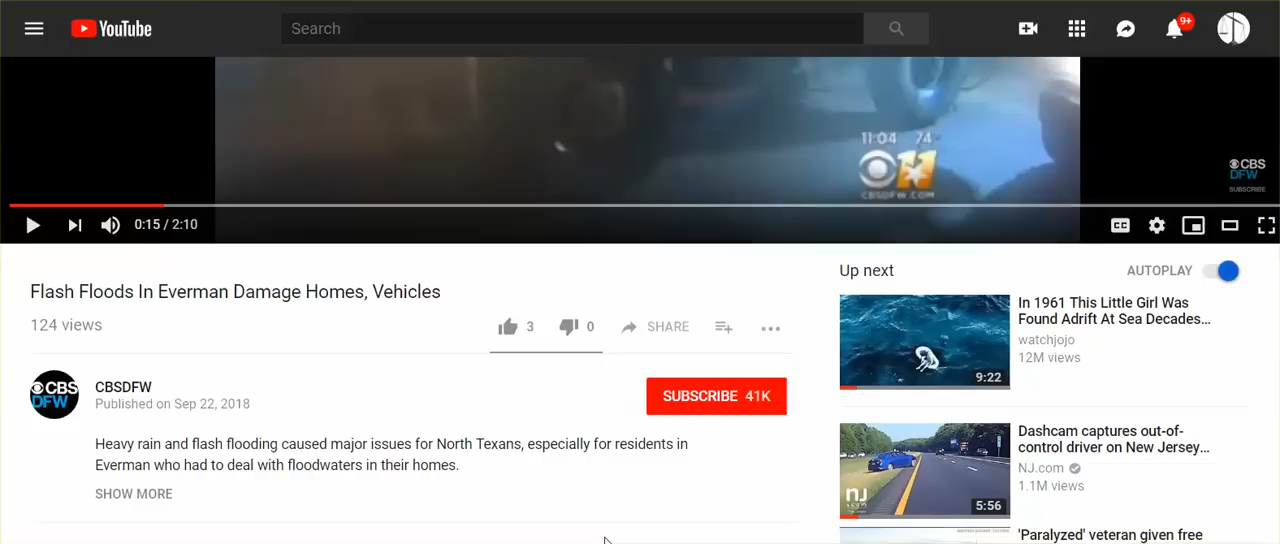 YouTube
Search
9+
11:04 74
CBS 11
CBSDFW.COM
CBS
DFW
SUBSCRIBE
0:15 / 2:10
CC
Flash Floods In Everman Damage Homes, Vehicles
124 views
3
0
SHARE
CBS
DFW
CBSDFW
Published on Sep 22, 2018
SUBSCRIBE 41K
Heavy rain and flash flooding caused major issues for North Texans, especially for residents in
Everman who had to deal with floodwaters in their homes.
SHOW MORE
Up next
AUTOPLAY
9:22
In 1961 This Little Girl Was
Found Adrift At Sea Decades...
watchjojo
12M views
nj
.com
5:56
Dashcam captures out-of-
control driver on New Jersey...
NJ.com
1.1M views
'Paralyzed' veteran given free